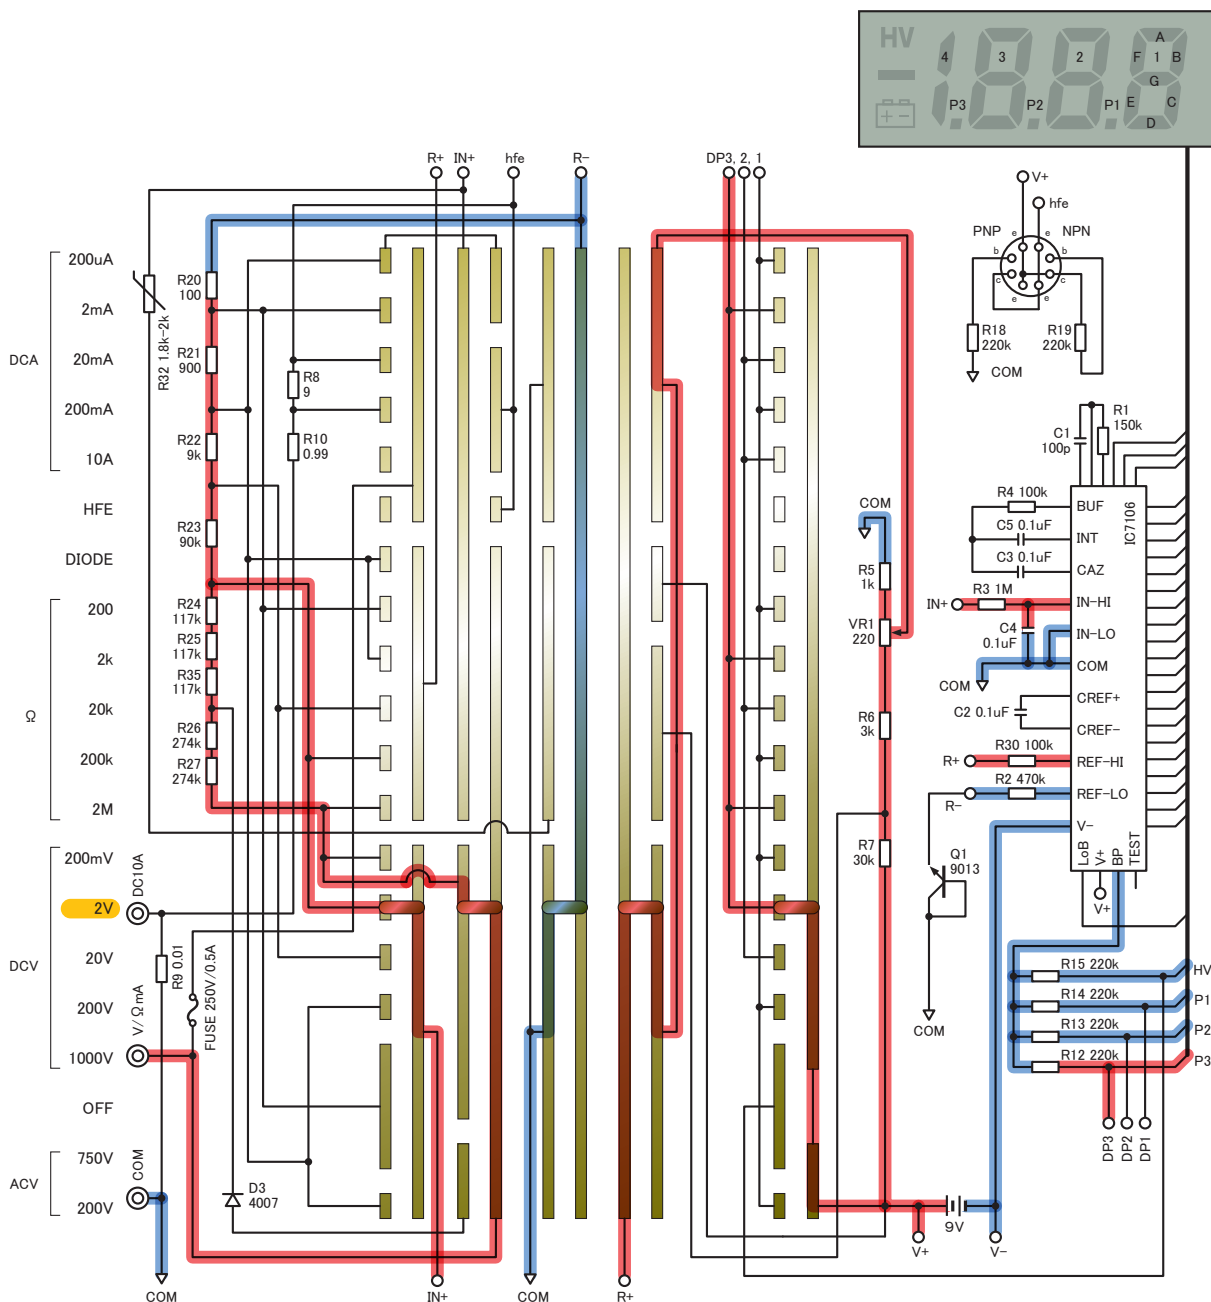 HV
4
3
2
A
F 1 B
G
E C
D
P3
P2
P1
R+
IN+
hfe
R-
DP3, 2, 1
V+
hfe
PNP
NPN
e
e
b
b
c
c
e
e
R18
220k
R19
220k
COM
DCA
200uA
2mA
20mA
200mA
10A
HFE
DIODE
Ω
200
2k
20k
200k
2M
DCV
200mV
2V
20V
200V
1000V
OFF
ACV
750V
200V
R32 1.8k-2k
R20
100
R21
900
R22
9k
R23
90k
R24
117k
R25
117k
R35
117k
R26
274k
R27
274k
R8
9
R10
0.99
DC10A
R9 0.01
V/ΩmA
FUSE 250V/0.5A
COM
D3
4007
COM
IN+
COM
R+
COM
R5
1k
VR1
220
R6
3k
R7
30k
C1
100p
R1
150k
R4 100k
C5 0.1uF
C3 0.1uF
R3 1M
IN+
C4
0.1uF
COM
C2 0.1uF
R30 100k
R+
R2 470k
R-
IC7106
BUF
INT
CAZ
IN-HI
IN-LO
COM
CREF+
CREF-
REF-HI
REF-LO
V-
LoB
V+
BP
TEST
V+
Q1
9013
COM
R15 220k
HV
R14 220k
P1
R13 220k
P2
R12 220k
P3
DP3
DP2
DP1
9V
V+
V-